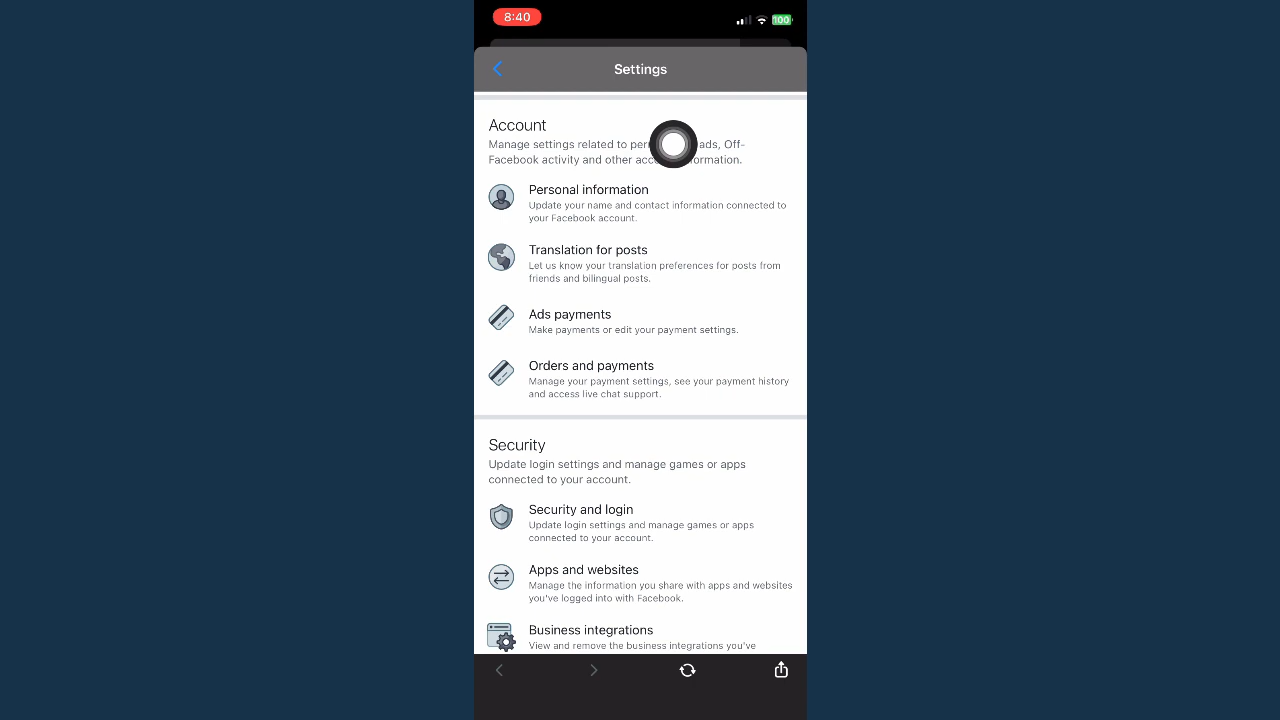 8:40
100
Settings
Account
Manage settings related to ads, Off-
Facebook activity and other
Personal information
Update your name and contact information connected to
your Facebook account.
Translation for posts
Let us know your translation preferences for posts from
friends and bilingual posts.
Ads payments
Make payments or edit your payment settings.
Orders and payments
Manage your payment settings, see your payment history
and access live chat support.
Security
Update login settings and manage games or apps
connected to your account.
Security and login
Update login settings and manage games or apps
connected to your account.
Apps and websites
Manage the information you share with apps and websites
you've logged into with Facebook.
Business integrations
View and remove the business integrations you've